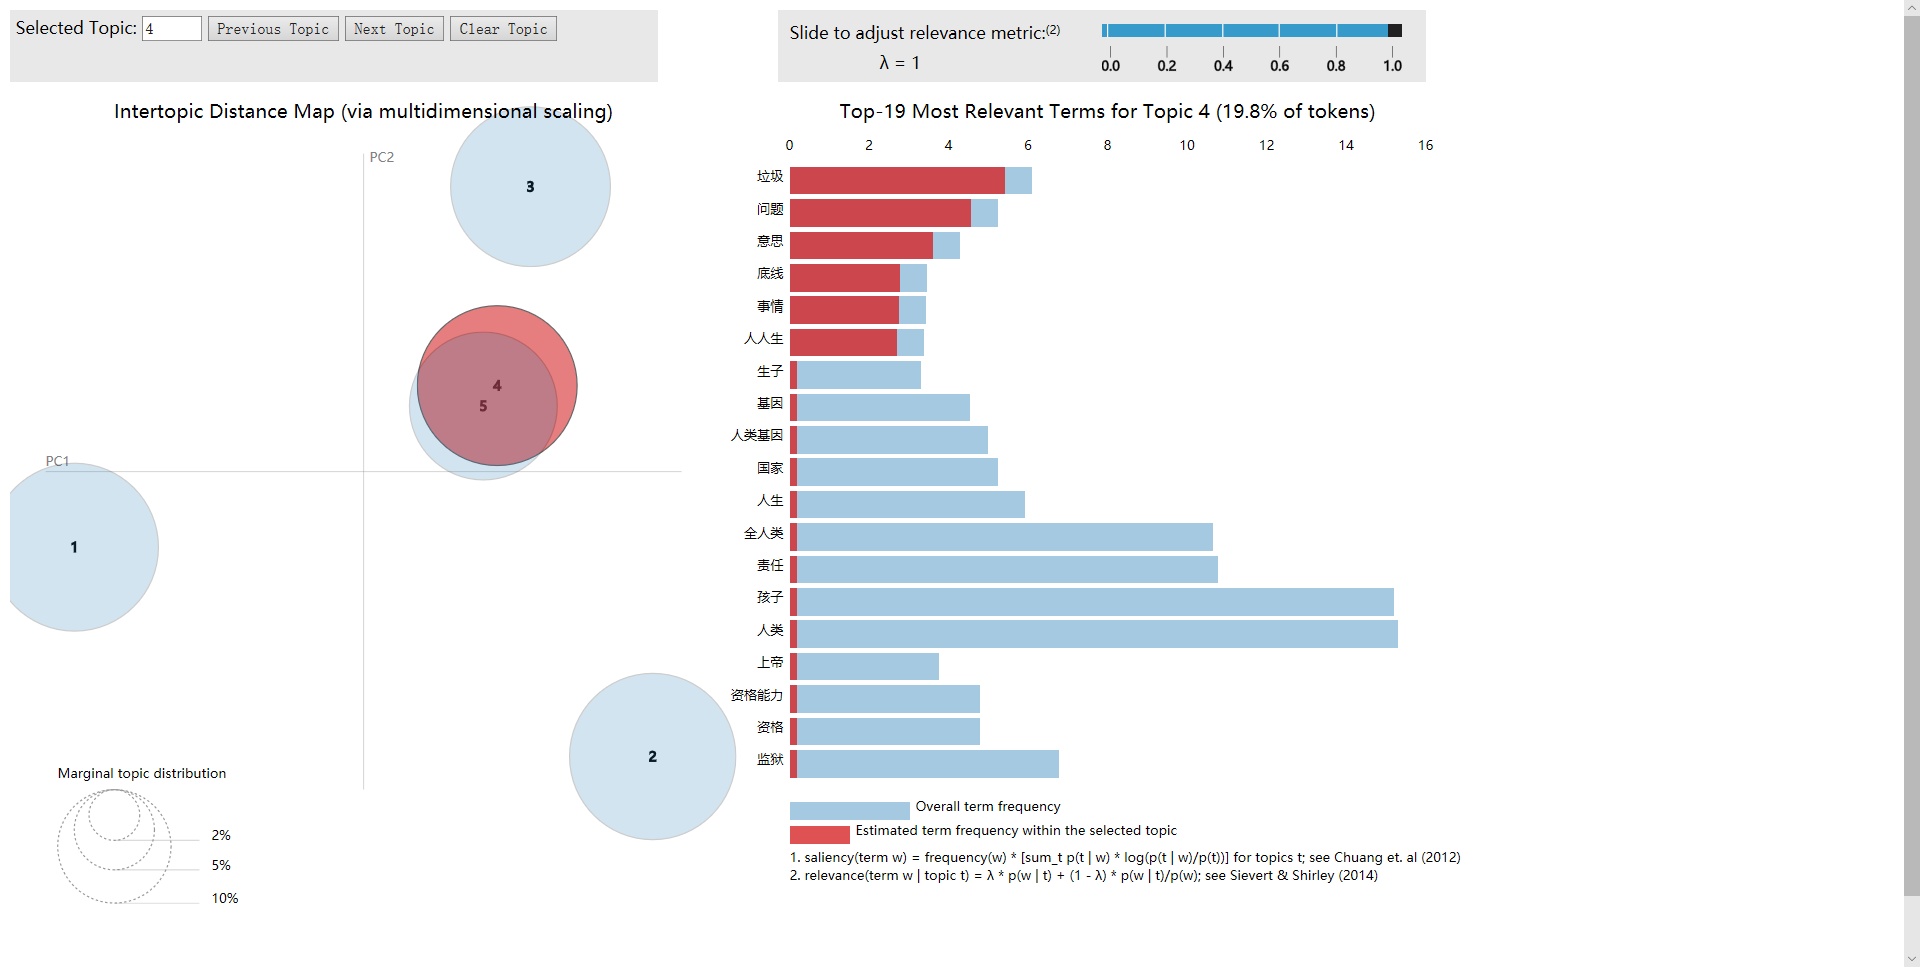 Selected Topic: 4 Previous Topic Next Topic Clear Topic
Slide to adjust relevance metric:(2)
λ = 1
0.0 0.2 0.4 0.6 0.8 1.0
Intertopic Distance Map (via multidimensional scaling)
PC2
PC1
3
4
5
1
2
Marginal topic distribution
2%
5%
10%
Top-19 Most Relevant Terms for Topic 4 (19.8% of tokens)
0 2 4 6 8 10 12 14 16
垃圾
问题
意思
底线
事情
人人生
生子
基因
人类基因
国家
人生
全人类
责任
孩子
人类
上帝
资格能力
资格
监狱
Overall term frequency
Estimated term frequency within the selected topic
1. saliency(term w) = frequency(w) * [sum_t p(t | w) * log(p(t | w)/p(t))] for topics t; see Chuang et. al (2012)
2. relevance(term w | topic t) = λ * p(w | t) + (1 - λ) * p(w | t)/p(w); see Sievert & Shirley (2014)